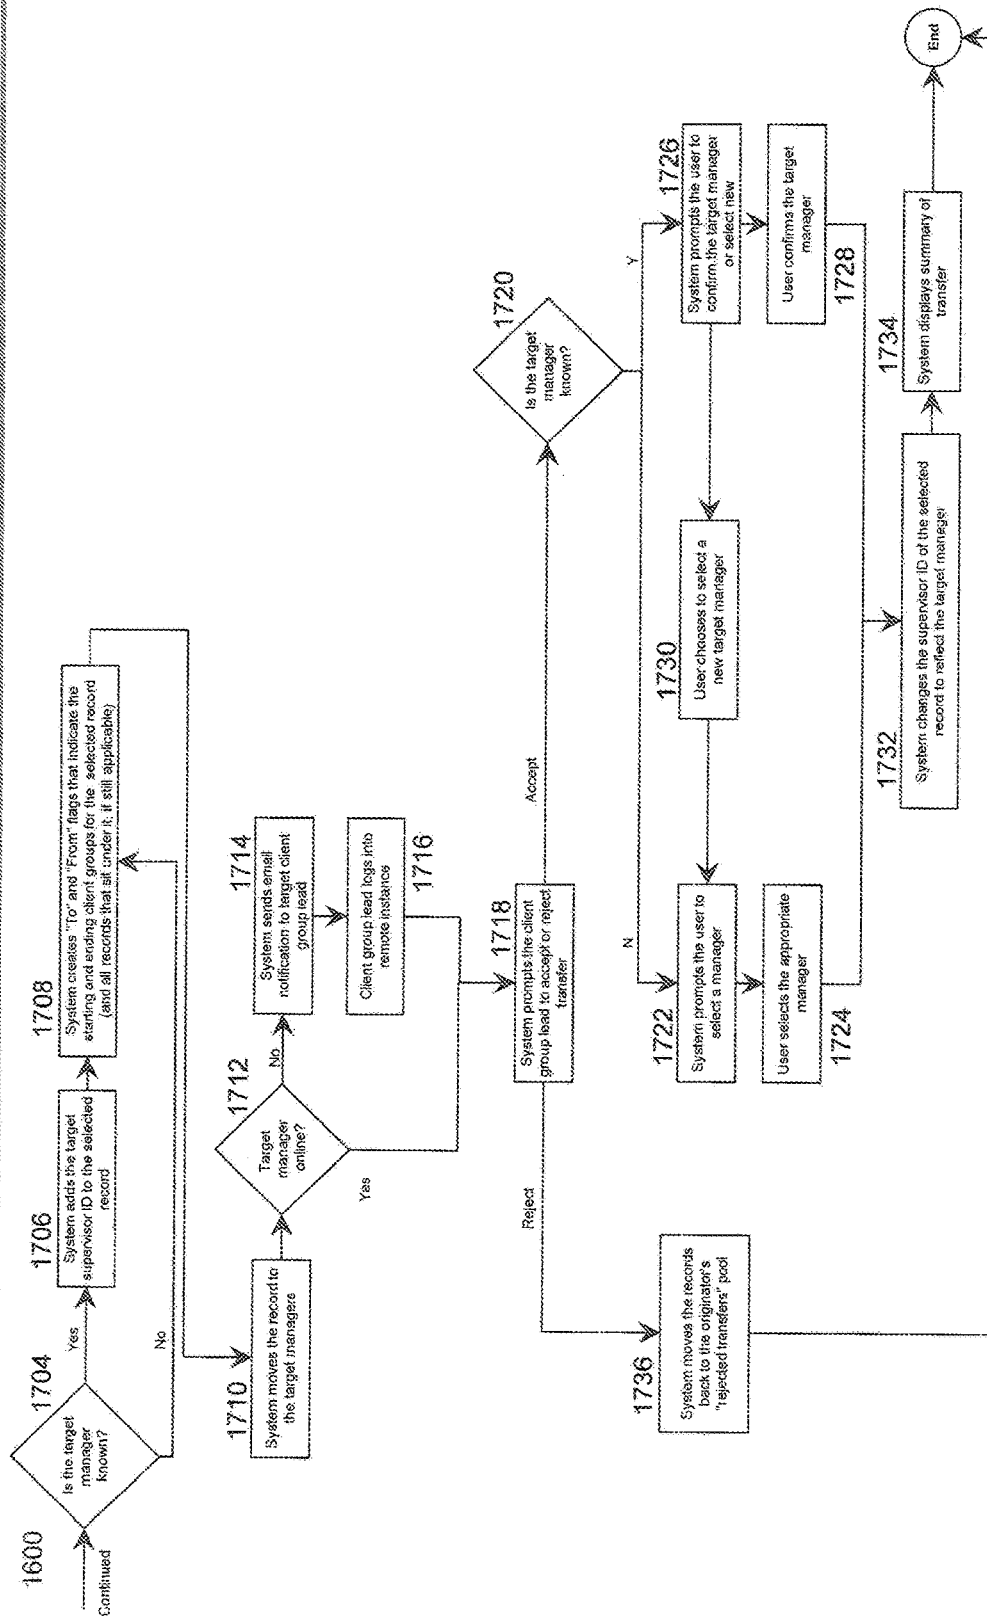 1600
Continued
1704
Is the target
manager
known?
Yes
No
1706
System adds the target
supervisor ID to the selected
record
1708
System creates "To" and "From" flags that indicate the
starting and ending client groups for the selected record
(and all records that sit under it, if still applicable)
1710
System moves the record to
the target managers
1712
Target
manager
online?
No
Yes
1714
System sends email
notification to target client
group lead
Client group lead logs into
remote instance
1716
1718
System prompts the client
group lead to accept or reject
transfer
Reject
Accept
1720
Is the target
manager
known?
N
Y
1722
System prompts the user to
select a manager
User selects the appropriate
manager
1724
1730
User chooses to select a
new target manager
1726
System prompts the user to
confirm the target manager
or select new
User confirms the target
manager
1728
1732
System changes the supervisor ID of the selected
record to reflect the target manager
1734
System displays summary of
transfer
End
1736
System moves the records
back to the originator's
"rejected transfers" pool